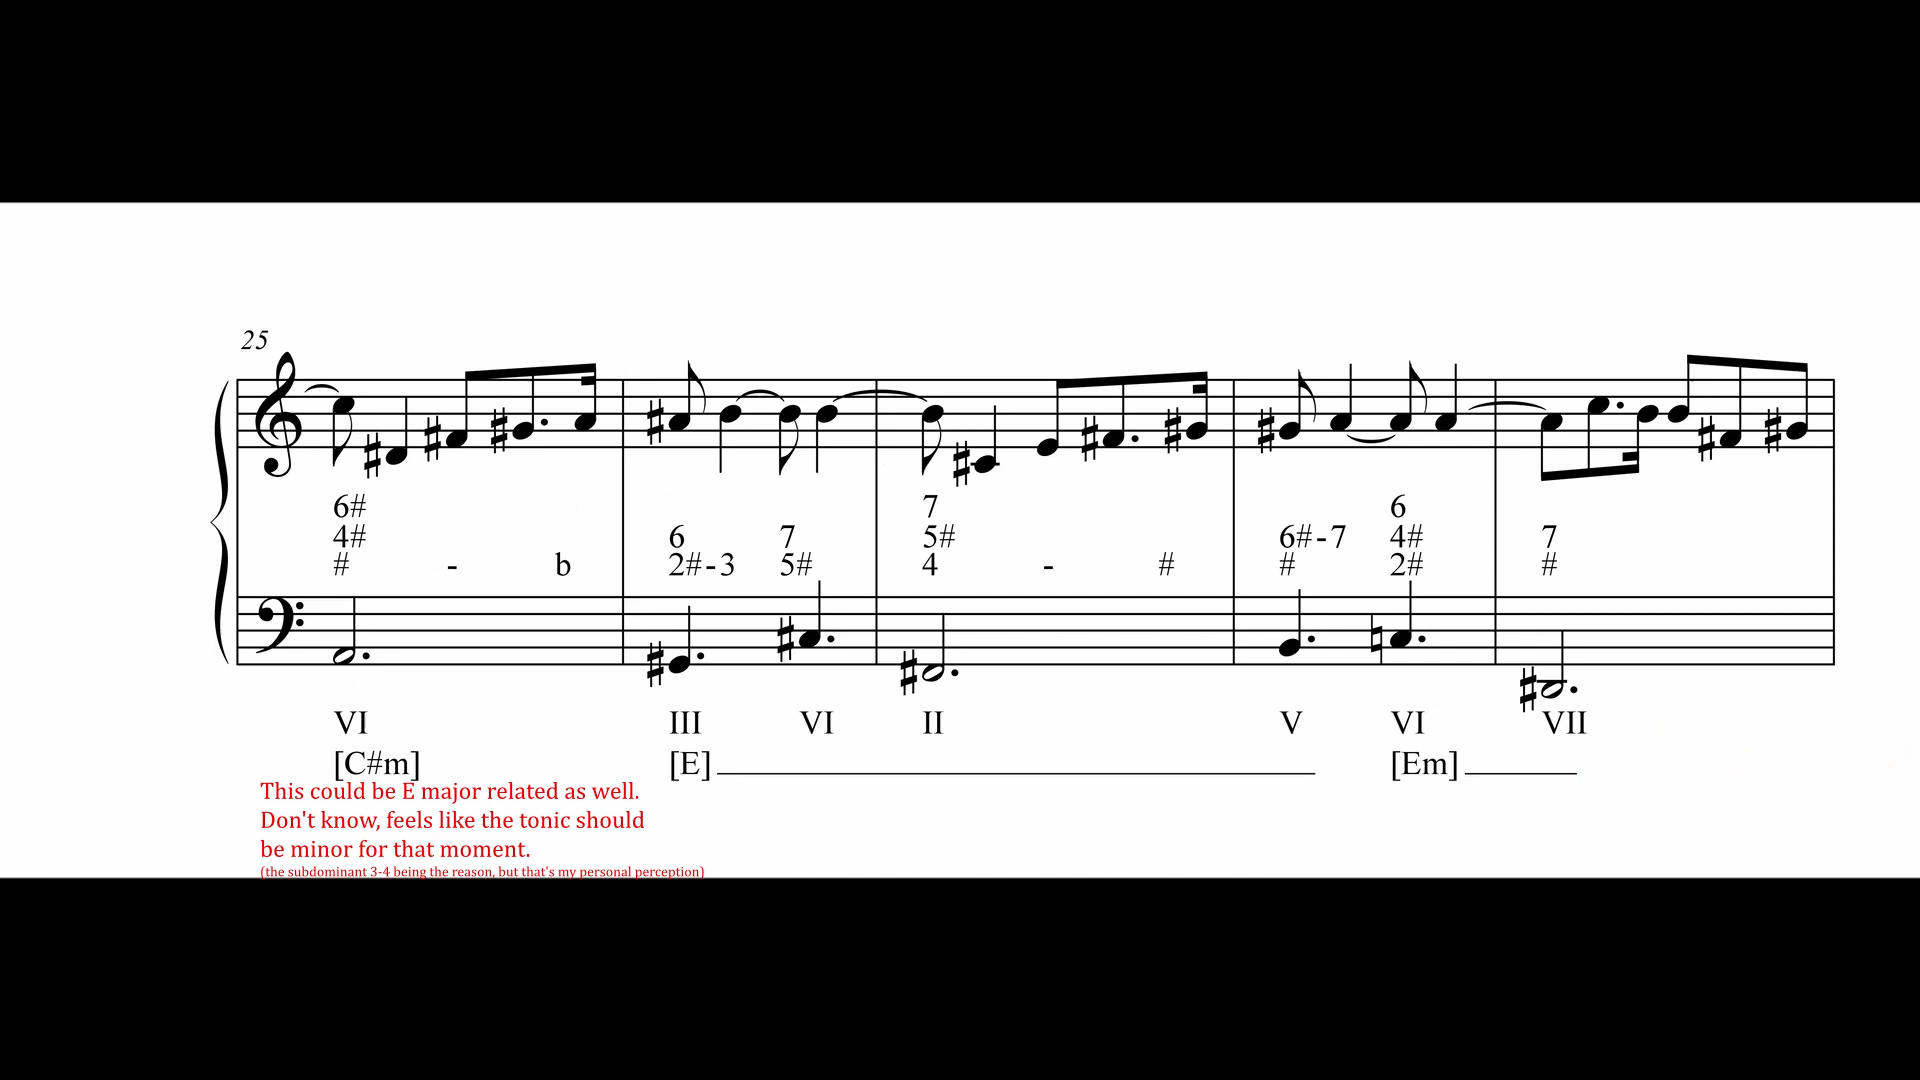 25
6# 7 6
4# 6 7 5# 6#-7 4# 7
# - b 2#-3 5# 4 - # # 2# #
VI III VI II V VI VII
[C#m] [E] [Em]
This could be E major related as well.
Don't know, feels like the tonic should
be minor for that moment.
(the subdominant 3-4 being the reason, but that's my personal perception)